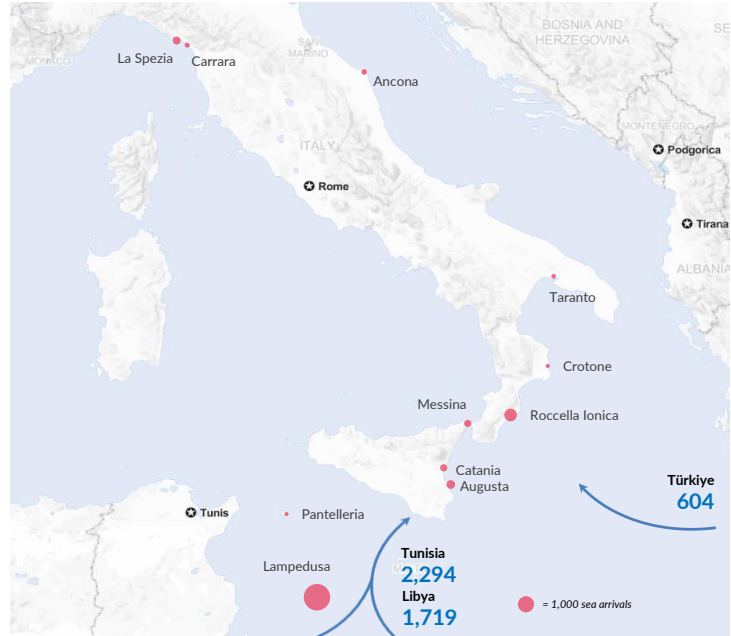 BOSNIA AND
HERZEGOVINA
SE
MONACO
La Spezia
Carrara
SAN
MARINO
Ancona
ITALY
MONTENEGRO
Podgorica
Rome
Tirana
ALBANIA
Taranto
Crotone
Messina
Roccella Ionica
Catania
Augusta
Türkiye
604
Tunis
Pantelleria
Tunisia
2,294
Lampedusa
Libya
1,719
= 1,000 sea arrivals